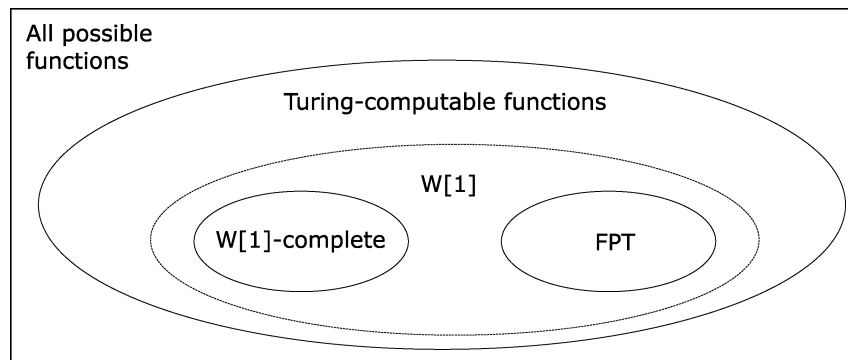 All possible
functions
Turing-computable functions
W[1]
W[1]-complete
FPT